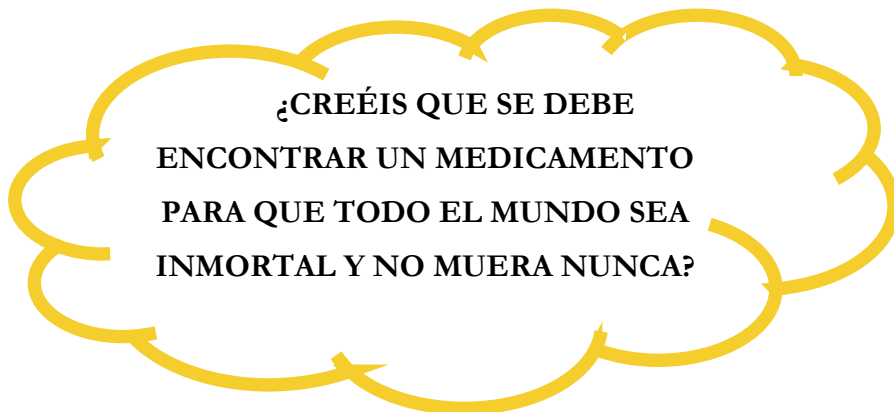 ¿CREÉIS QUE SE DEBE
ENCONTRAR UN MEDICAMENTO
PARA QUE TODO EL MUNDO SEA
INMORTAL Y NO MUERA NUNCA?